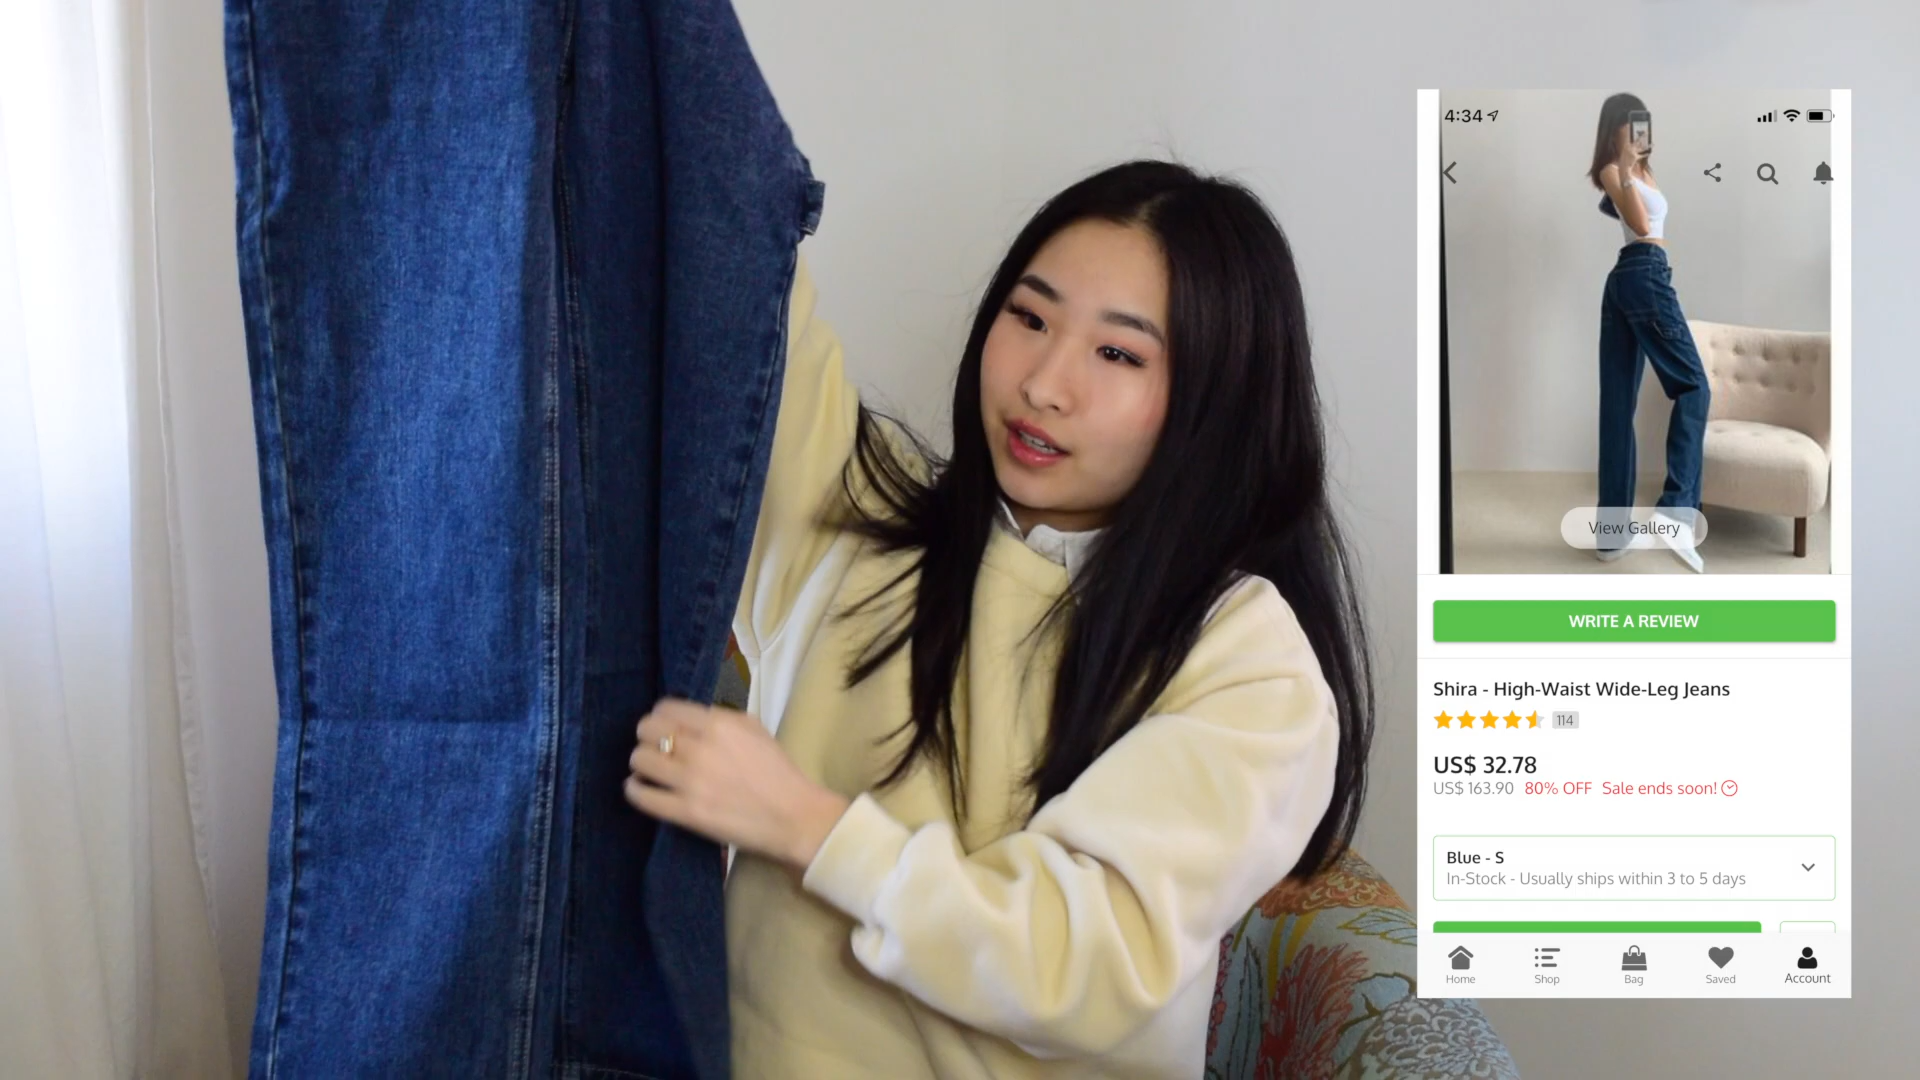 4:34
View Gallery
WRITE A REVIEW
Shira - High-Waist Wide-Leg Jeans
114
US$ 32.78
US$ 163.90 80% OFF Sale ends soon!
Blue - S
In-Stock - Usually ships within 3 to 5 days
Home Shop Bag Saved Account